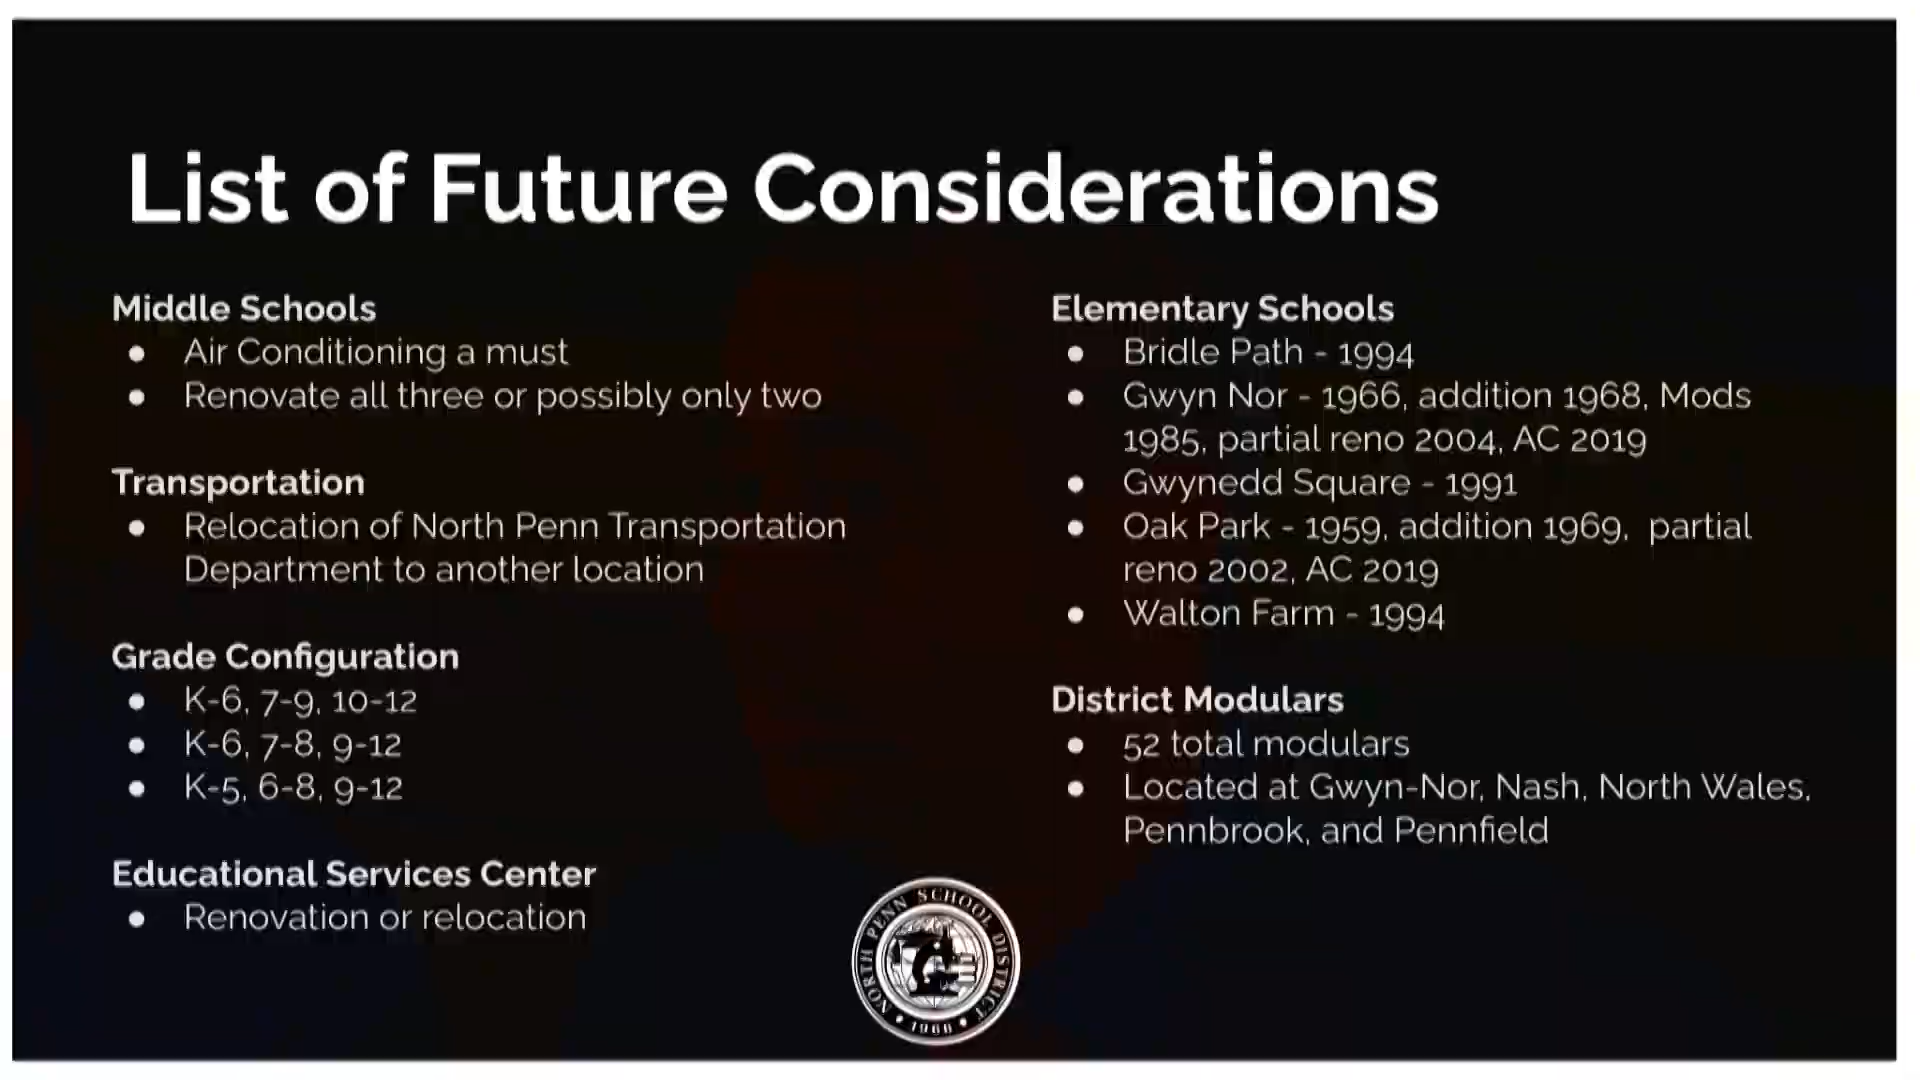 List of Future Considerations
Middle Schools
● Air Conditioning a must
● Renovate all three or possibly only two
Transportation
● Relocation of North Penn Transportation
Department to another location
Grade Configuration
● K-6, 7-9, 10-12
● K-6, 7-8, 9-12
● K-5, 6-8, 9-12
Educational Services Center
● Renovation or relocation
Elementary Schools
● Bridle Path - 1994
● Gwyn Nor - 1966, addition 1968, Mods
1985, partial reno 2004, AC 2019
● Gwynedd Square - 1991
● Oak Park - 1959, addition 1969, partial
reno 2002, AC 2019
● Walton Farm - 1994
District Modulars
● 52 total modulars
● Located at Gwyn-Nor, Nash, North Wales,
Pennbrook, and Pennfield
NORTH PENN SCHOOL DISTRICT